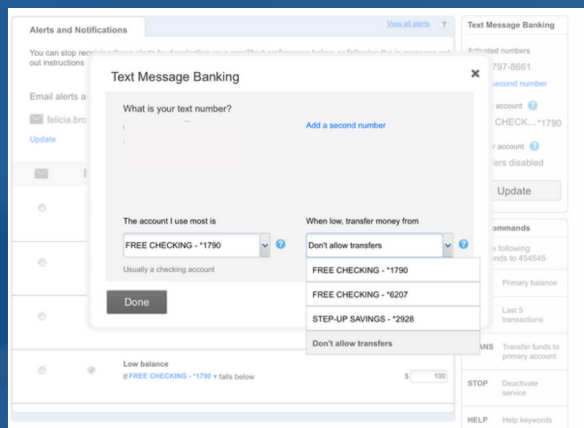 Alerts and Notifications
View all alerts ?
You can stop receiving these alerts by deselecting your email/text preference below, or following the in-message opt
out instructions
Email alerts a
felicia.bro
Update
Low balance
If FREE CHECKING - *1790 falls below
$ 100
Text Message Banking
What is your text number?
Add a second number
The account I use most is
FREE CHECKING - *1790
?
Usually a checking account
When low, transfer money from
Don't allow transfers
?
FREE CHECKING - *1790
FREE CHECKING - *6207
STEP-UP SAVINGS - *2928
Don't allow transfers
Done
Text Message Banking
Activated numbers
797-8661
second number
account ?
CHECK...*1790
r account ?
ers disabled
Update
ommands
following
nds to 454545
Primary balance
Last 5
transactions
ANS Transfer funds to
primary account
STOP Deactivate
service
HELP Help keywords